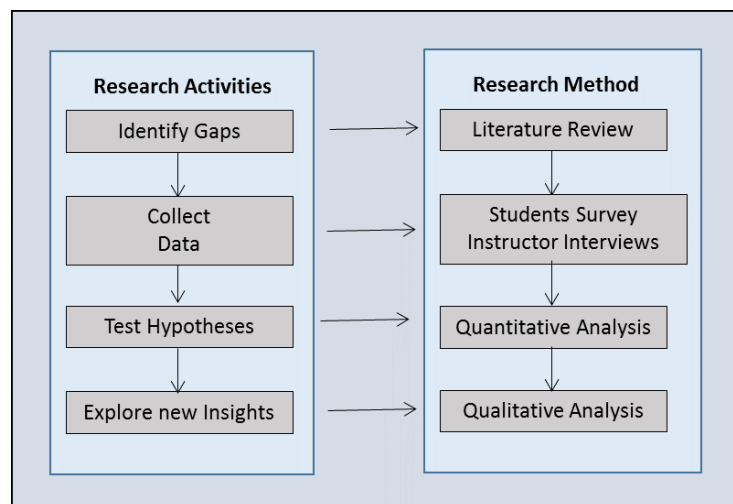 Research Activities
Identify Gaps
Collect
Data
Test Hypotheses
Explore new Insights
Research Method
Literature Review
Students Survey
Instructor Interviews
Quantitative Analysis
Qualitative Analysis